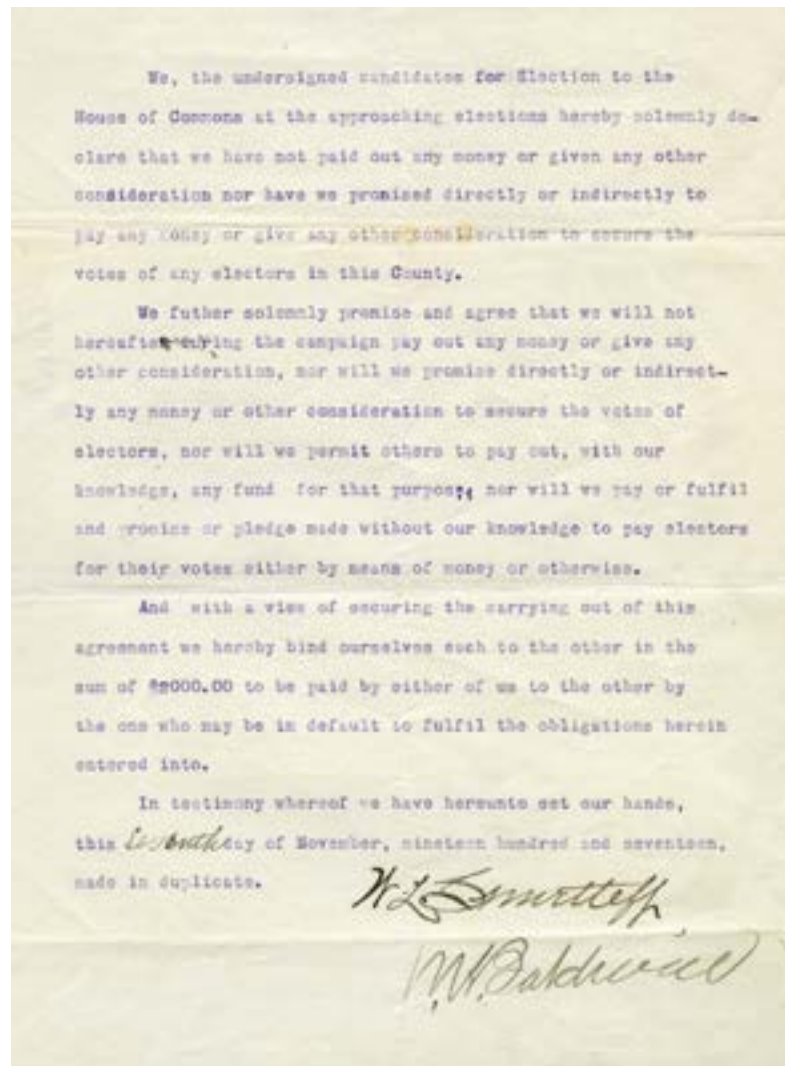 We, the undersigned candidates for Election to the
House of Commons at the approaching elections hereby solemnly de-
clare that we have not paid out any money or given any other
consideration nor have we promised directly or indirectly to
pay any money or give any other consideration to secure the
votes of any electors in this County.
We futher solemnly promise and agree that we will not
hereafter during the campaign pay out any money or give any
other consideration, nor will we promise directly or indirect-
ly any money or other consideration to secure the votes of
electors, nor will we permit others to pay out, with our
knowledge, any fund for that purpose; nor will we pay or fulfil
and promise or pledge made without our knowledge to pay electors
for their votes either by means of money or otherwise.
And with a view of securing the carrying out of this
agreement we hereby bind ourselves each to the other in the
sum of $2000.00 to be paid by either of us to the other by
the one who may be in default to fulfil the obligations herein
entered into.
In testimony whereof we have hereunto set our hands,
this day of November, nineteen hundred and seventeen,
made in duplicate.
W. H. Baldwin